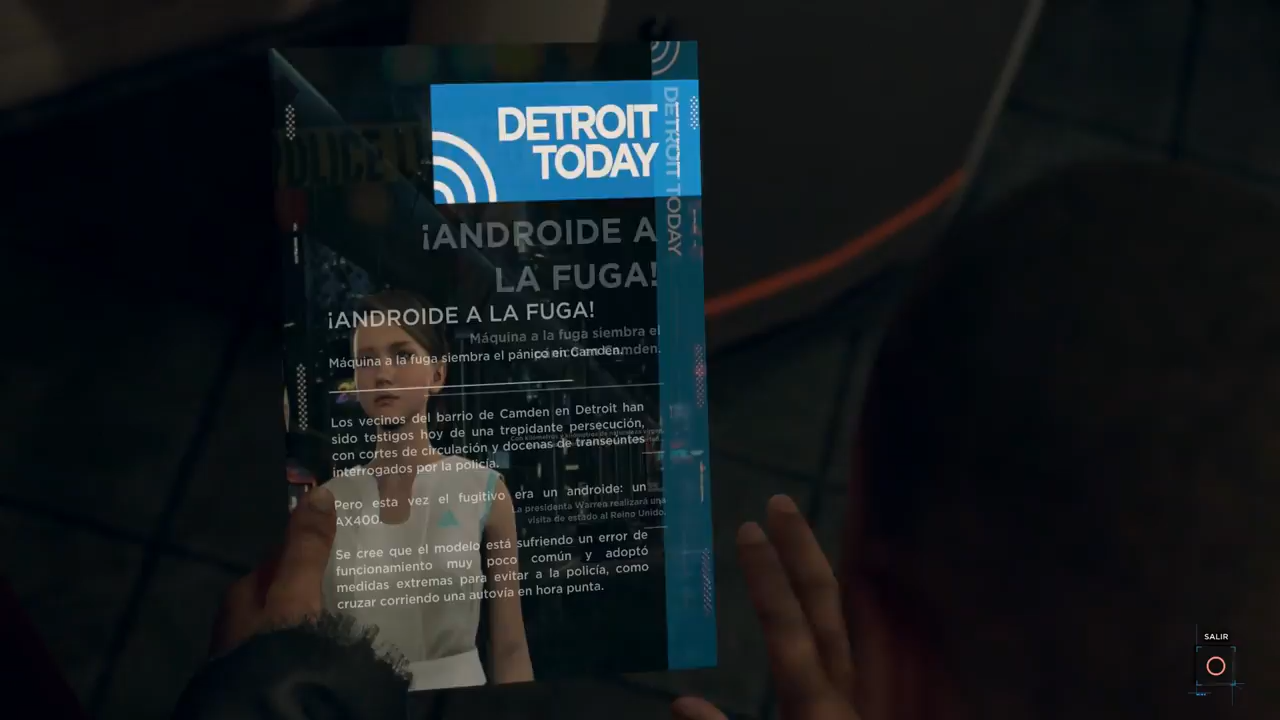 DETROIT
TODAY
DETROIT TODAY
¡ANDROIDE A
LA FUGA!
¡ANDROIDE A LA FUGA!
Máquina a la fuga siembra el
Máquina a la fuga siembra el pánico en Camden.
Los vecinos del barrio de Camden en Detroit han
sido testigos hoy de una trepidante persecución,
con cortes de circulación y docenas de transeúntes
interrogados por la policía.
Pero esta vez el fugitivo era un androide: un
AX400.
La presidenta Warren realizará una
visita de estado al Reino Unido.
Se cree que el modelo está sufriendo un error de
funcionamiento muy poco común y adoptó
medidas extremas para evitar a la policía, como
cruzar corriendo una autovía en hora punta.
SALIR